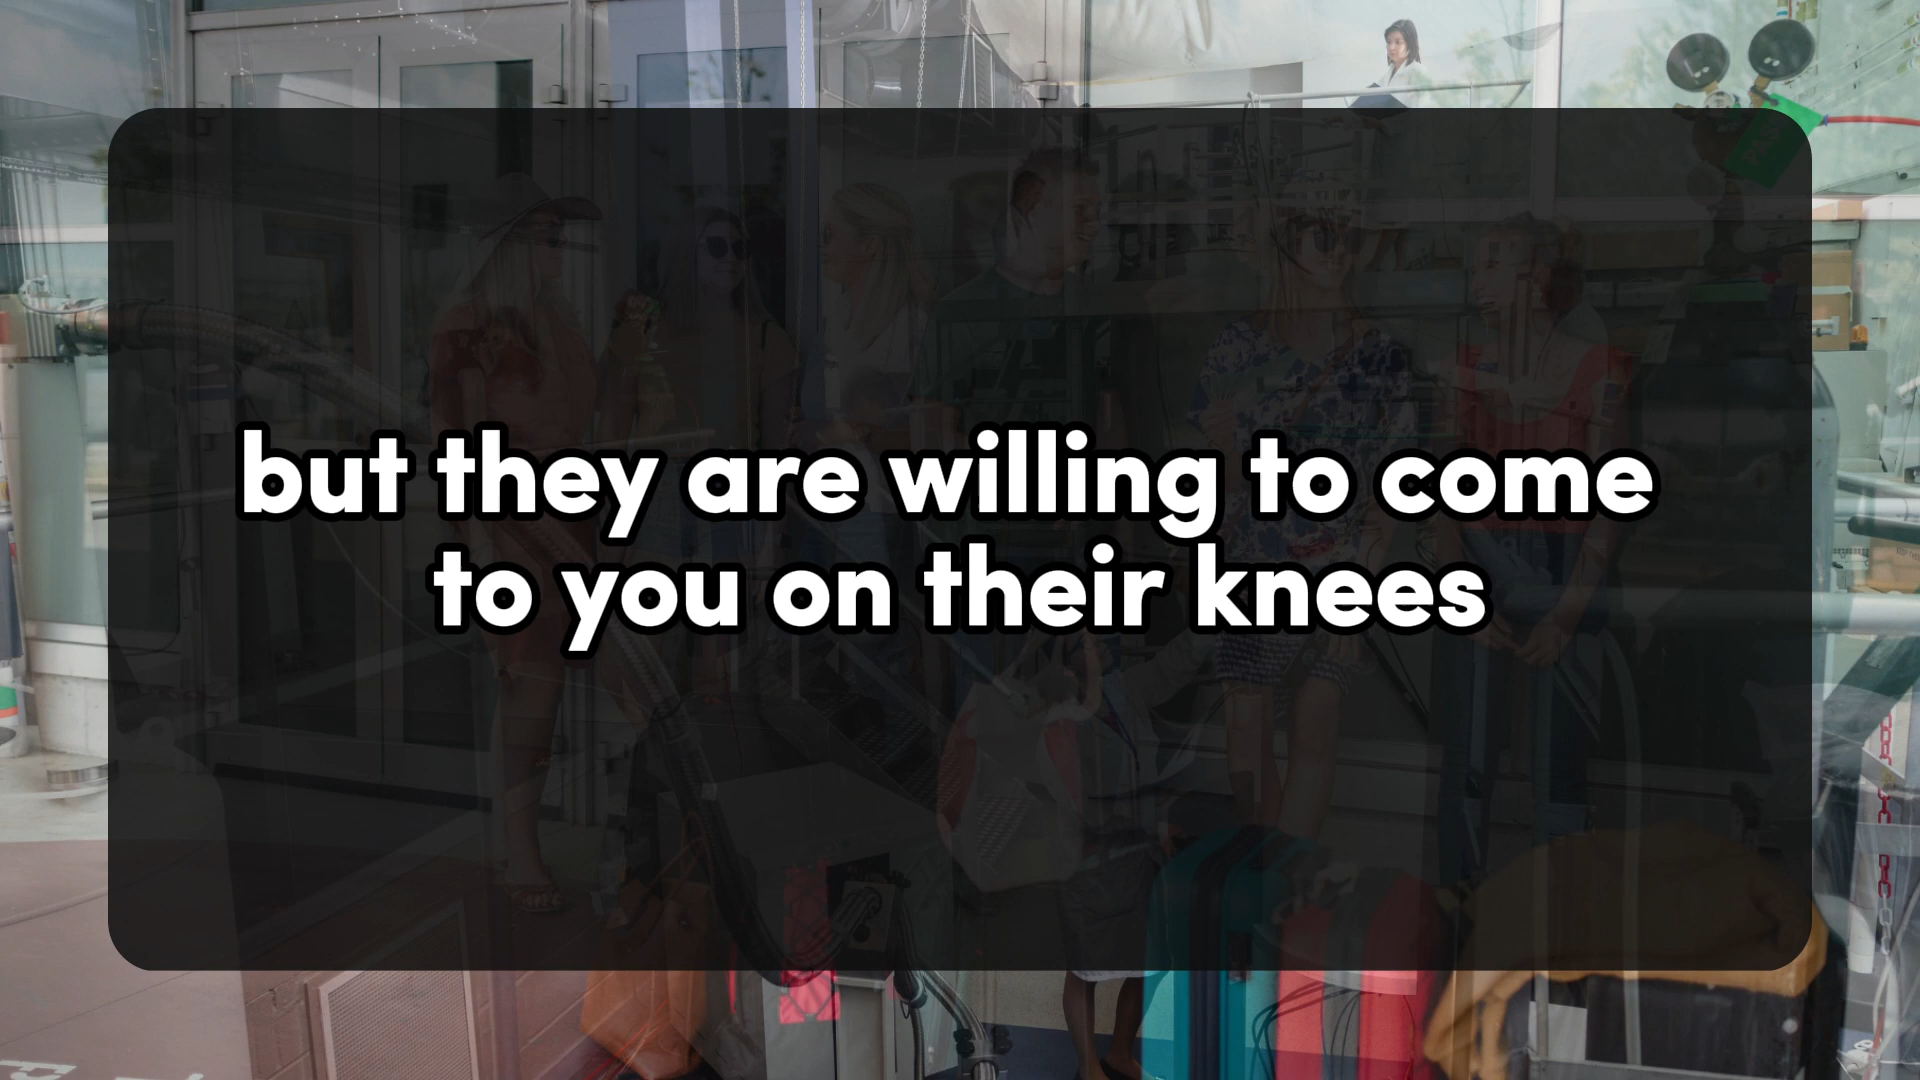 but they are willing to come
to you on their knees